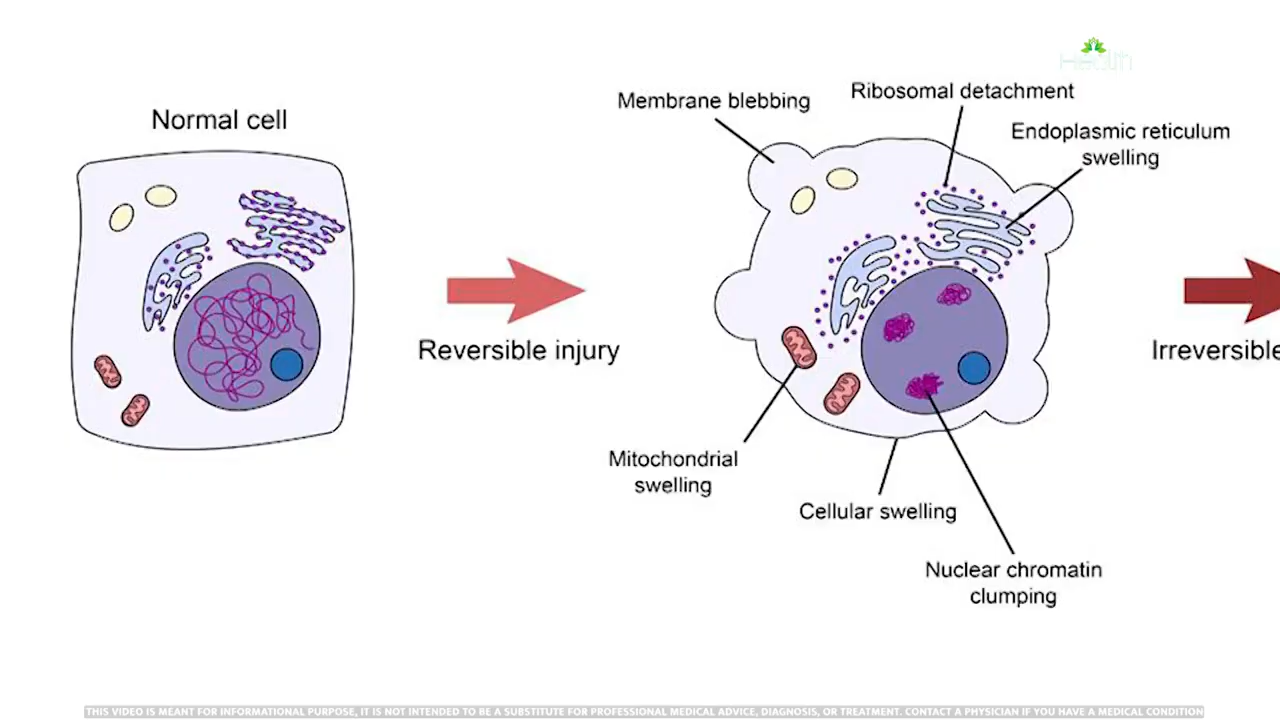 Health
Membrane blebbing
Ribosomal detachment
Normal cell
Endoplasmic reticulum
swelling
Reversible injury
Irreversible
Mitochondrial
swelling
Cellular swelling
Nuclear chromatin
clumping
THIS VIDEO IS MEANT FOR INFORMATIONAL PURPOSE, IT IS NOT INTENDED TO BE A SUBSTITUTE FOR PROFESSIONAL MEDICAL ADVICE, DIAGNOSIS, OR TREATMENT. CONTACT A PHYSICIAN IF YOU HAVE A MEDICAL CONDITION